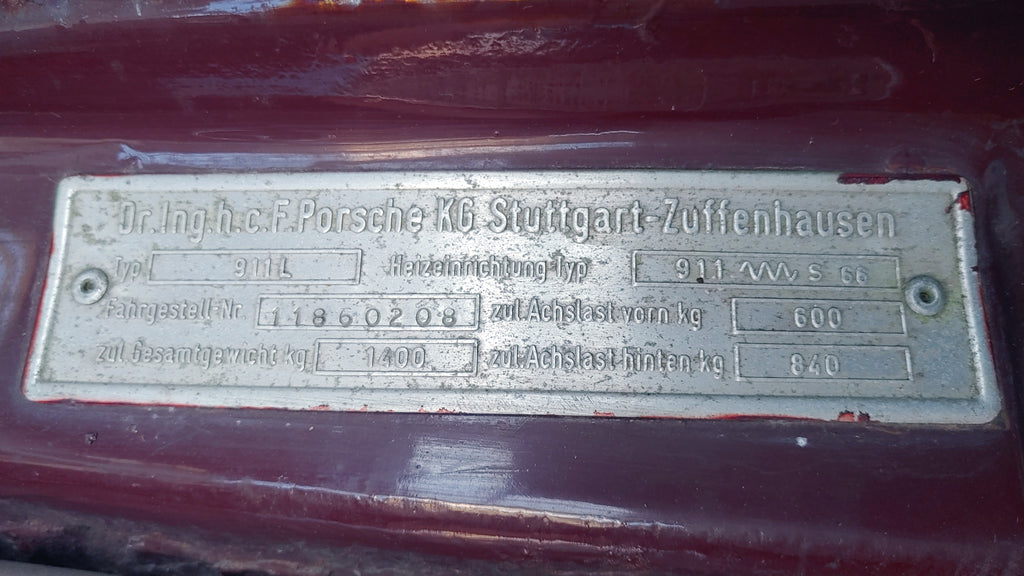 Dr. Ing. h. c. F. Porsche KG Stuttgart-Zuffenhausen
Typ 911L Heizeinrichtung-Typ 911 S 66
Fahrgestell-Nr. 11860208 zul. Achslast vorn kg 600
zul. Gesamtgewicht kg 1400 zul. Achslast hinten kg 840